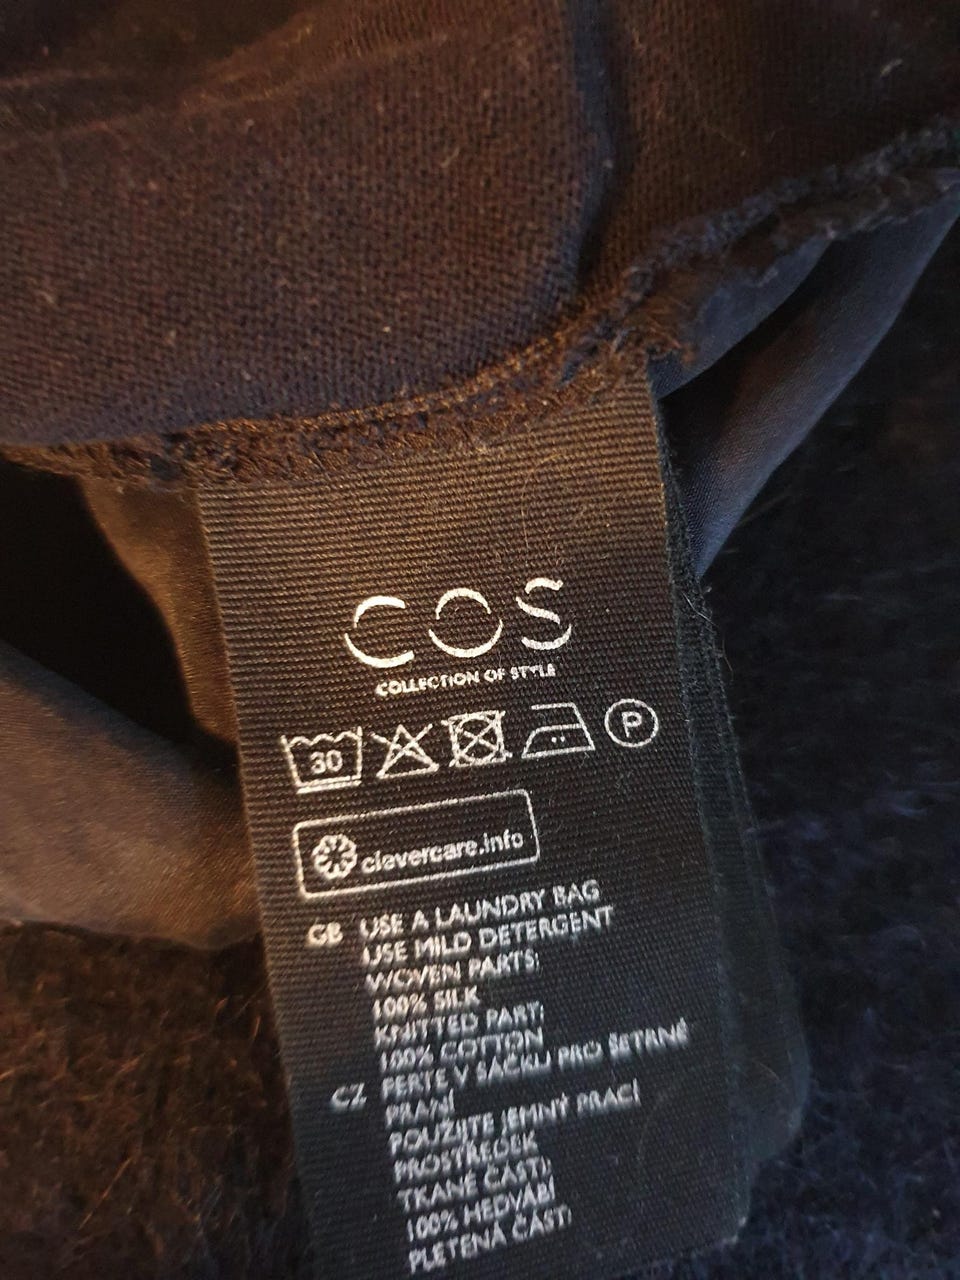 COS
COLLECTION OF STYLE
30 P
clevercare.info
GB USE A LAUNDRY BAG
USE MILD DETERGENT
WOVEN PARTS:
100% SILK
KNITTED PART:
100% COTTON
CZ PERTE V SÁČKU PRO ŠETRNÉ
PRANÍ
POUŽIJTE JEMNÝ PRACÍ
PROSTŘEDEK
TKANÉ ČÁSTI:
100% HEDVÁBÍ
PLETENÁ ČÁST: